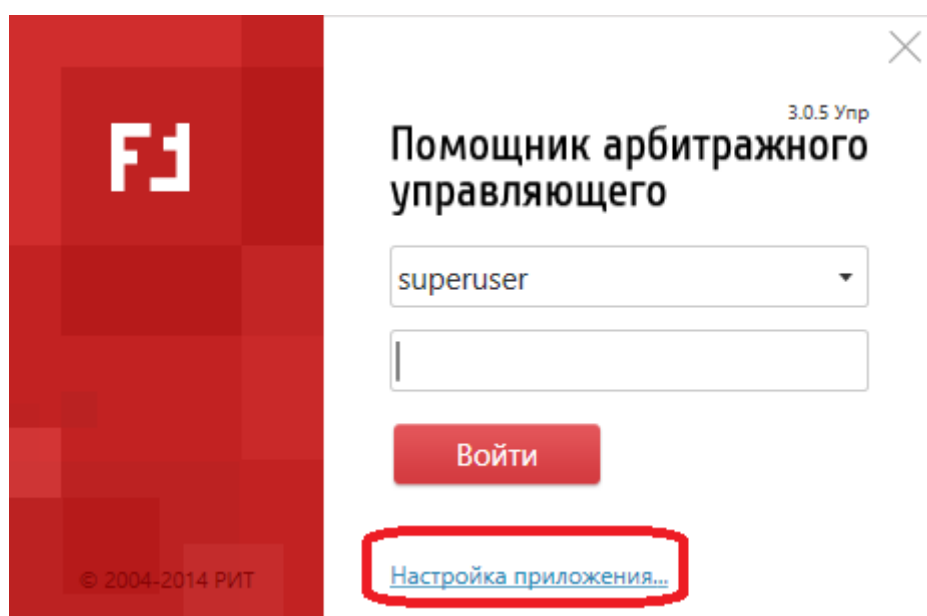 3.0.5 Упр
Помощник арбитражного
управляющего
superuser
Войти
Настройка приложения...
© 2004-2014 РИТ